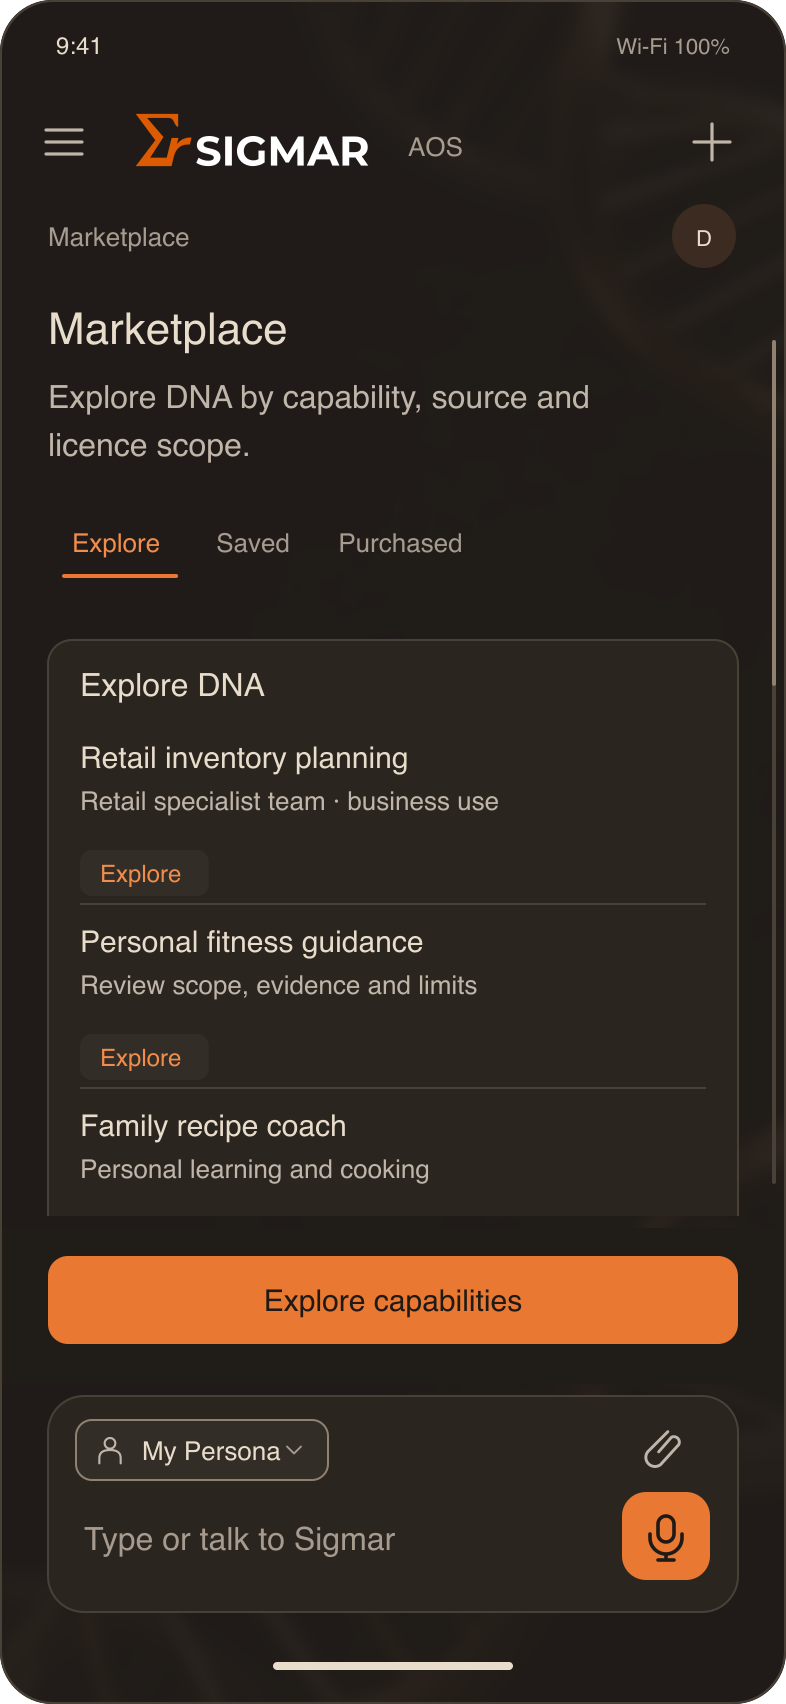 9:41
Wi-Fi 100%
Σr SIGMAR AOS
Marketplace
D
Marketplace
Explore DNA by capability, source and
licence scope.
Explore Saved Purchased
Explore DNA
Retail inventory planning
Retail specialist team · business use
Explore
Personal fitness guidance
Review scope, evidence and limits
Explore
Family recipe coach
Personal learning and cooking
Explore capabilities
My Persona
Type or talk to Sigmar